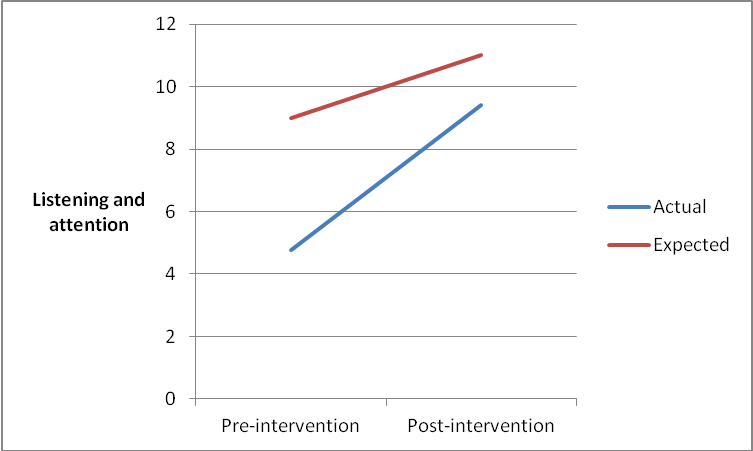 12
10
8
6
4
2
0
Listening and
attention
Pre-intervention
Post-intervention
Actual
Expected